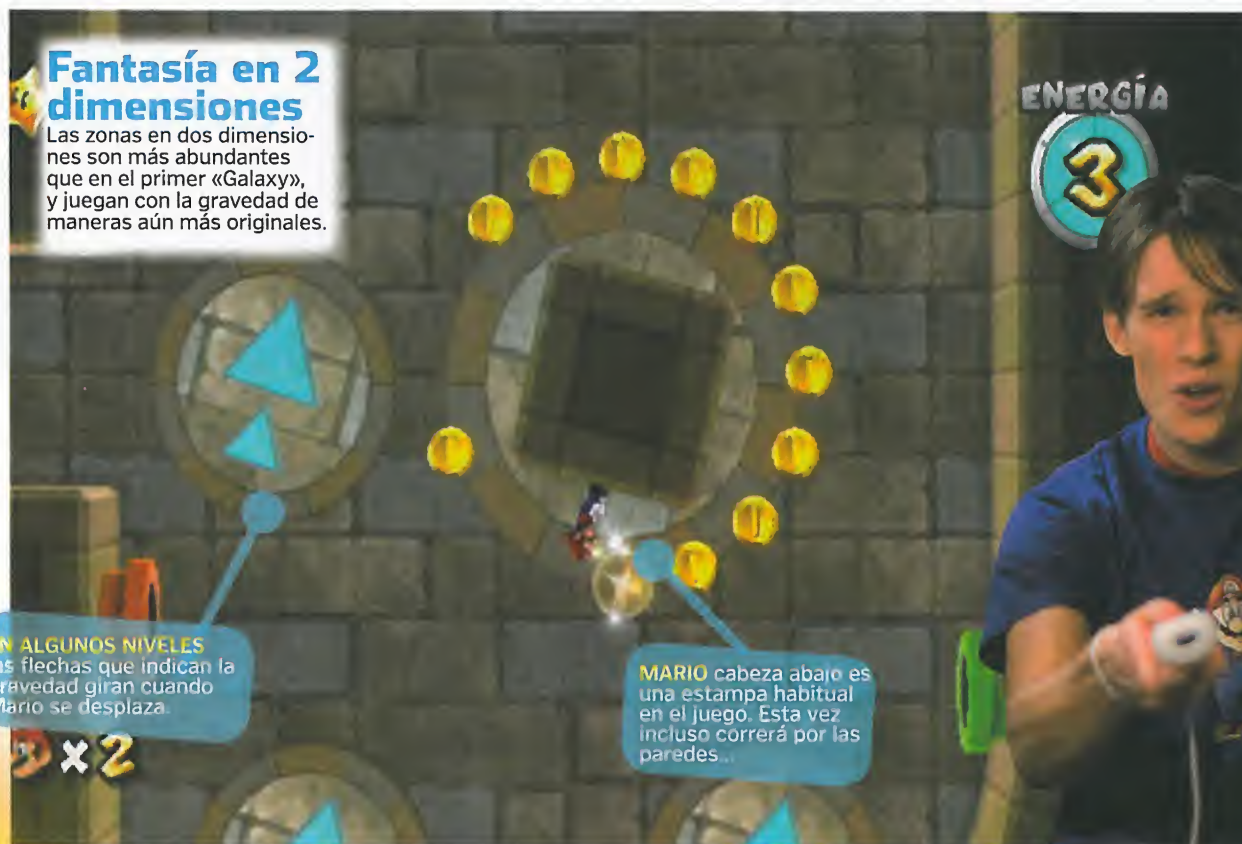 Fantasía en 2
dimensiones
Las zonas en dos dimensio-
nes son más abundantes
que en el primer «Galaxy»,
y juegan con la gravedad de
maneras aún más originales.
ENERGÍA
3
N ALGUNOS NIVELES
as flechas que indican la
ravedad giran cuando
Mario se desplaza.
MARIO cabeza abajo es
una estampa habitual
en el juego. Esta vez
incluso correrá por las
paredes...
x 2